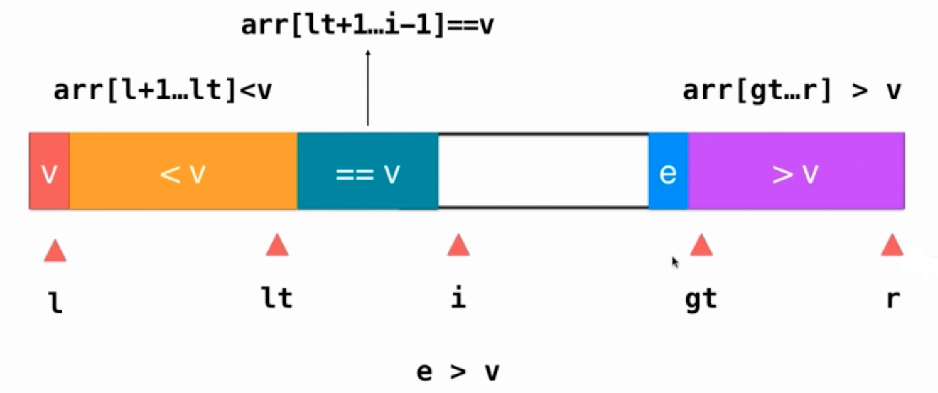 arr[lt+1…i-1]==v
arr[l+1…lt]<v
arr[gt…r] > v
v
< v
== v
e
> v
l
lt
i
gt
r
e > v